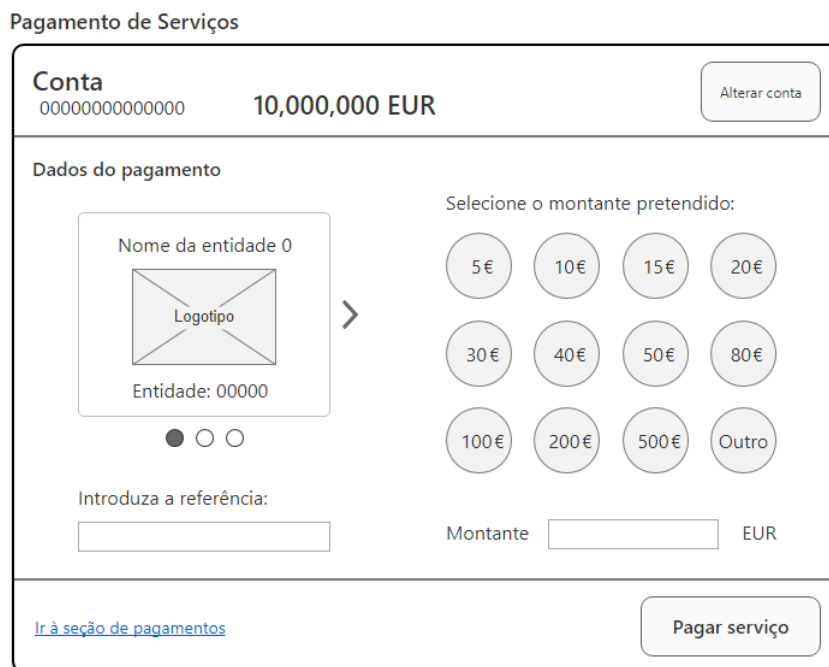 Pagamento de Serviços
Conta
00000000000000
10,000,000 EUR
Alterar conta
Dados do pagamento
Nome da entidade 0
Logotipo
Entidade: 00000
Introduza a referência:
Selecione o montante pretendido:
5€ 10€ 15€ 20€
30€ 40€ 50€ 80€
100€ 200€ 500€ Outro
Montante EUR
Ir à seção de pagamentos
Pagar serviço